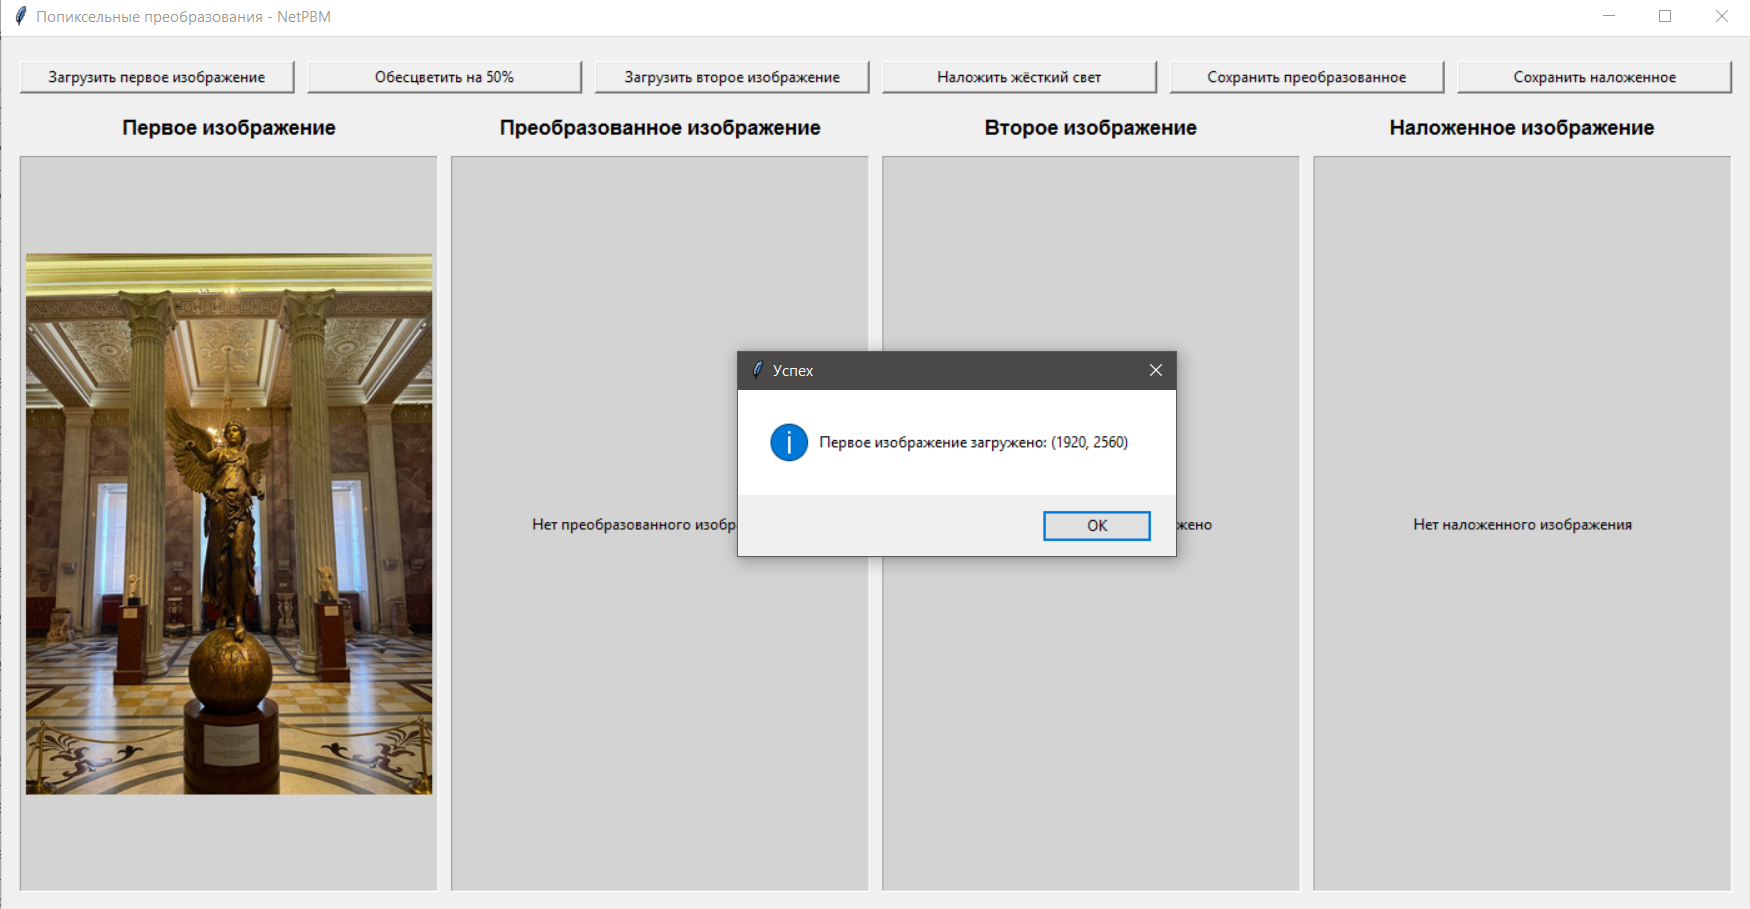 Попиксельные преобразования - NetPBM
Загрузить первое изображение
Обесцветить на 50%
Загрузить второе изображение
Наложить жёсткий свет
Сохранить преобразованное
Сохранить наложенное
Первое изображение
Преобразованное изображение
Второе изображение
Наложенное изображение
Успех
Первое изображение загружено: (1920, 2560)
OK
Нет преобразованного
Нет наложенного изображения